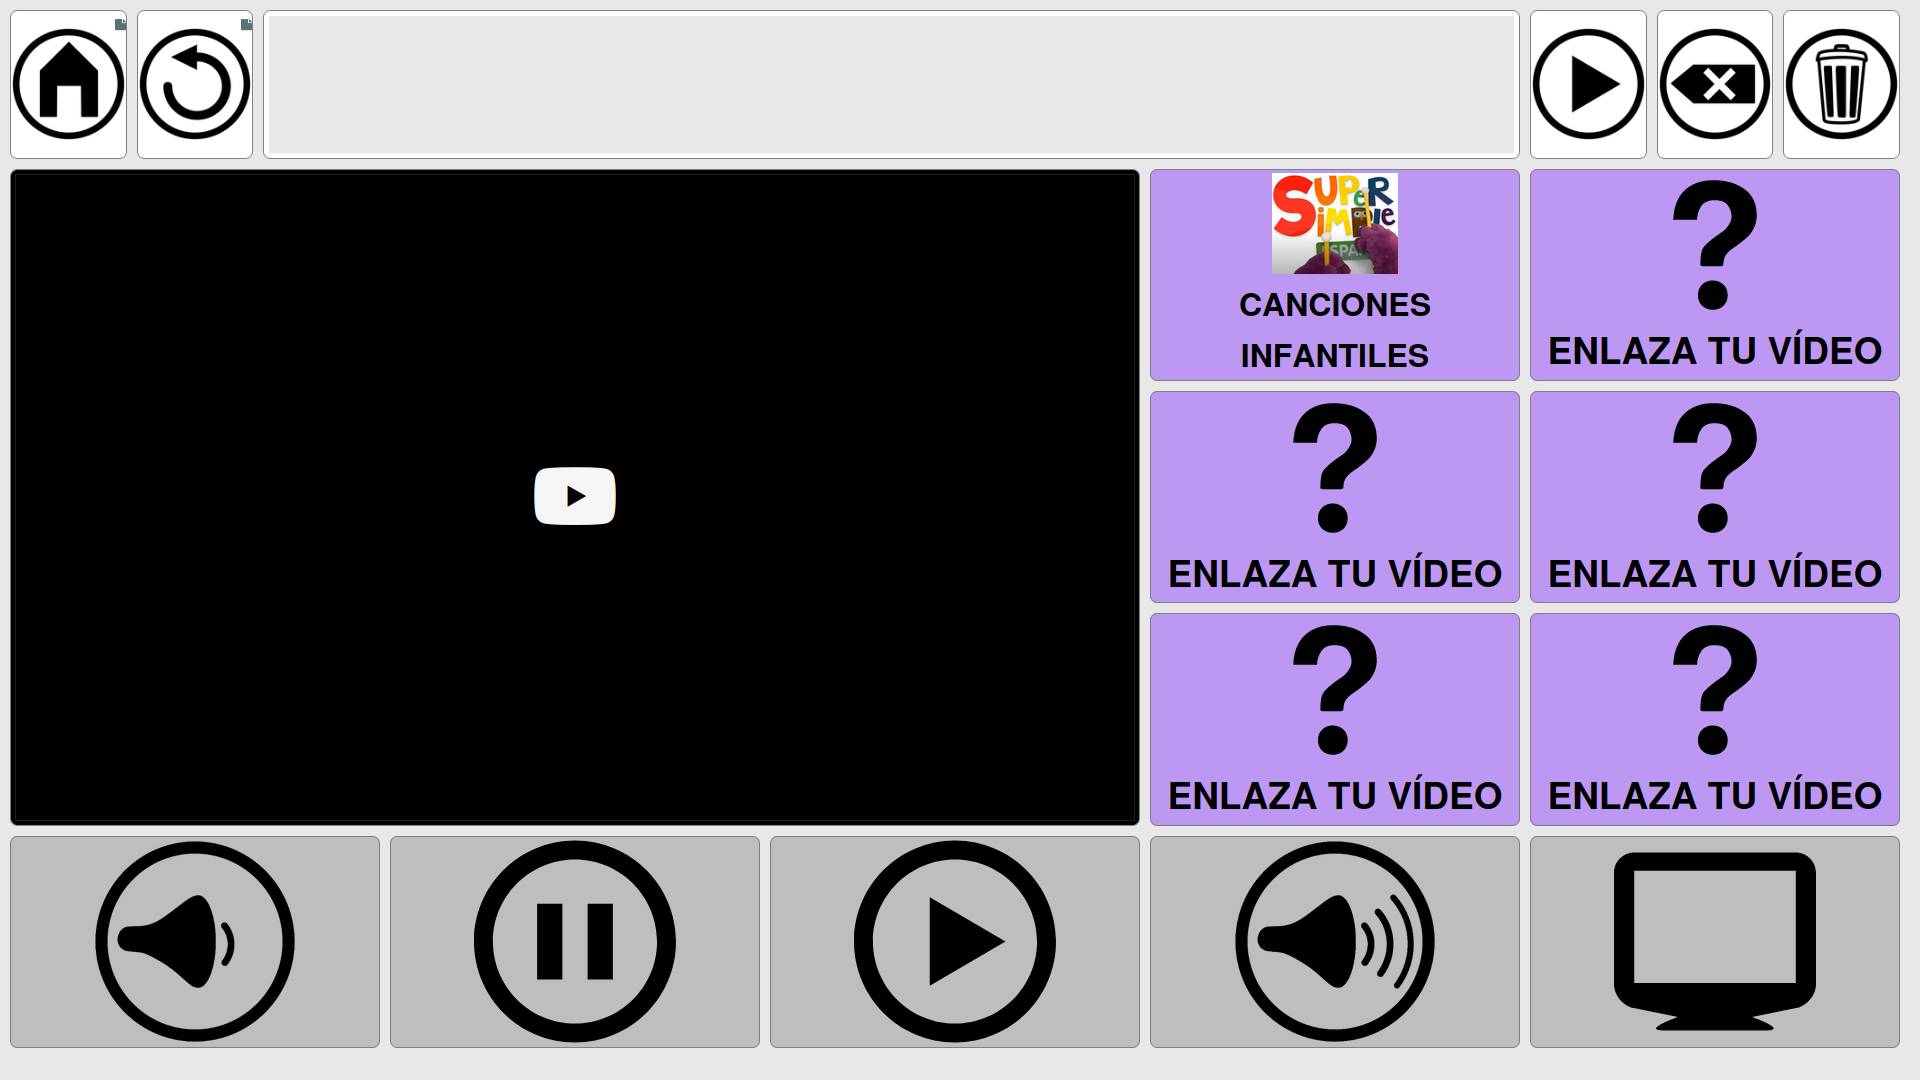 SUPER
SiMPLE
ESPA
CANCIONES
INFANTILES
ENLAZA TU VÍDEO
ENLAZA TU VÍDEO
ENLAZA TU VÍDEO
ENLAZA TU VÍDEO
ENLAZA TU VÍDEO